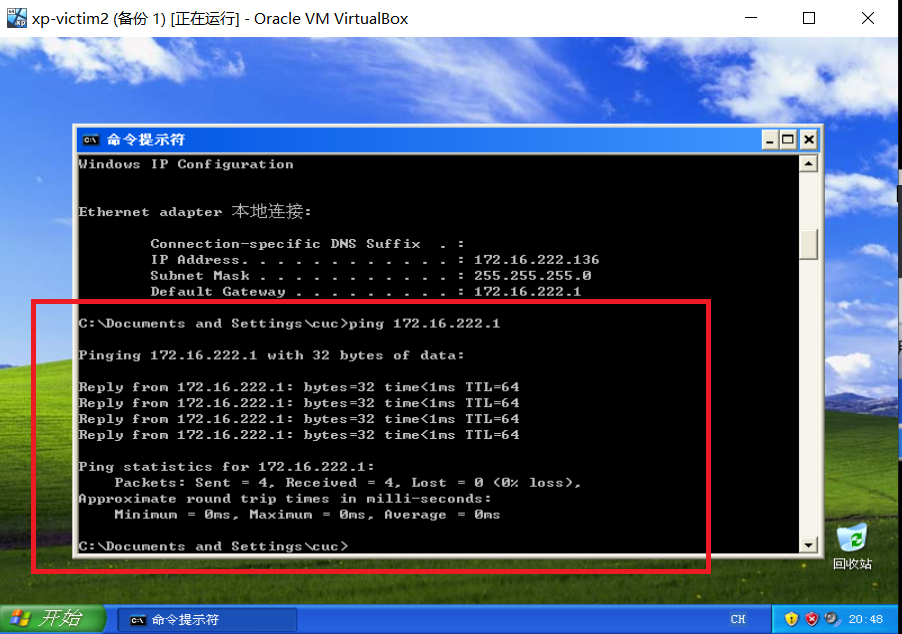 xp-victim2 (备份 1) [正在运行] - Oracle VM VirtualBox
命令提示符
Windows IP Configuration
Ethernet adapter 本地连接:
Connection-specific DNS Suffix  . :
IP Address. . . . . . . . . . . . : 172.16.222.136
Subnet Mask . . . . . . . . . . . : 255.255.255.0
Default Gateway . . . . . . . . . : 172.16.222.1
C:\Documents and Settings\cuc>ping 172.16.222.1
Pinging 172.16.222.1 with 32 bytes of data:
Reply from 172.16.222.1: bytes=32 time<1ms TTL=64
Reply from 172.16.222.1: bytes=32 time<1ms TTL=64
Reply from 172.16.222.1: bytes=32 time<1ms TTL=64
Reply from 172.16.222.1: bytes=32 time<1ms TTL=64
Ping statistics for 172.16.222.1:
Packets: Sent = 4, Received = 4, Lost = 0 (0% loss),
Approximate round trip times in milli-seconds:
Minimum = 0ms, Maximum = 0ms, Average = 0ms
C:\Documents and Settings\cuc>
回收站
开始
命令提示符
CH
20:48